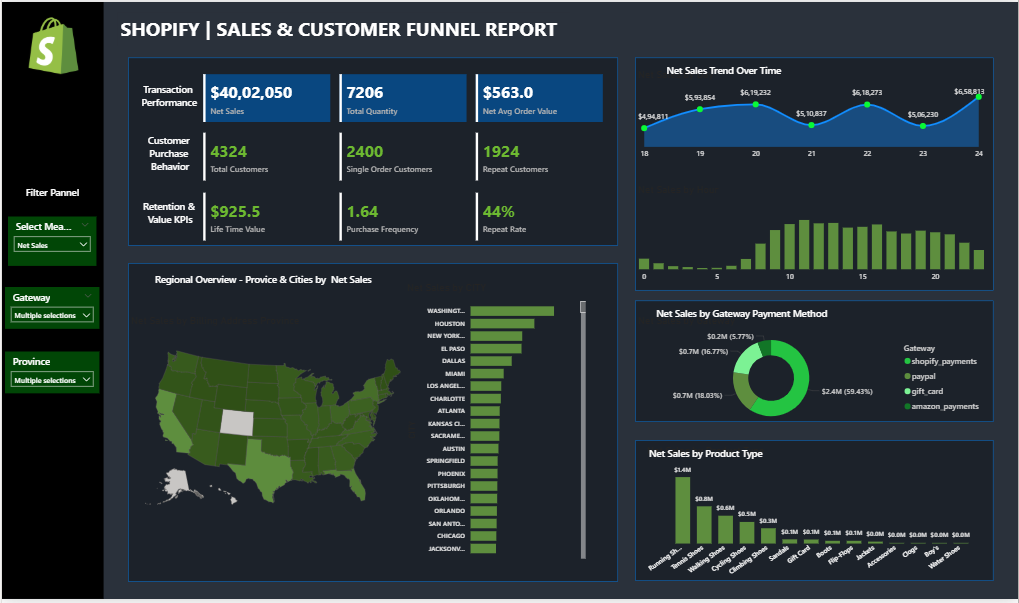 SHOPIFY | SALES & CUSTOMER FUNNEL REPORT
Filter Pannel
Select Mea...
Net Sales
Gateway
Multiple selections
Province
Multiple selections
Transaction
Performance
$40,02,050
Net Sales
7206
Total Quantity
$563.0
Net Avg Order Value
Customer
Purchase
Behavior
4324
Total Customers
2400
Single Order Customers
1924
Repeat Customers
Retention &
Value KPIs
$925.5
Life Time Value
1.64
Purchase Frequency
44%
Repeat Rate
Regional Overview - Provice & Cities by Net Sales
WASHINGT...
HOUSTON
NEW YORK...
EL PASO
DALLAS
MIAMI
LOS ANGEL...
CHARLOTTE
ATLANTA
KANSAS CI...
SACRAME...
AUSTIN
SPRINGFIELD
PHOENIX
PITTSBURGH
OKLAHOM...
ORLANDO
SAN ANTO...
CHICAGO
JACKSONV...
Net Sales Trend Over Time
$4,94,811
$5,93,854
$6,19,232
$5,10,837
$6,18,273
$5,06,230
$6,58,813
18 19 20 21 22 23 24
0 5 10 15 20
Net Sales by Gateway Payment Method
$0.2M (5.77%)
$0.7M (16.77%)
$0.7M (18.03%)
$2.4M (59.43%)
Gateway
shopify_payments
paypal
gift_card
amazon_payments
Net Sales by Product Type
$1.4M
$0.8M
$0.6M
$0.5M
$0.3M
$0.1M
$0.1M
$0.1M
$0.1M
$0.0M
$0.0M
$0.0M
$0.0M
$0.0M
Running Sh...
Tennis Shoes
Walking Shoes
Cycling Shoes
Climbing Shoes
Sandals
Gift Card
Boots
Flip-Flops
Jackets
Accessories
Clogs
Boy's
Water Shoes